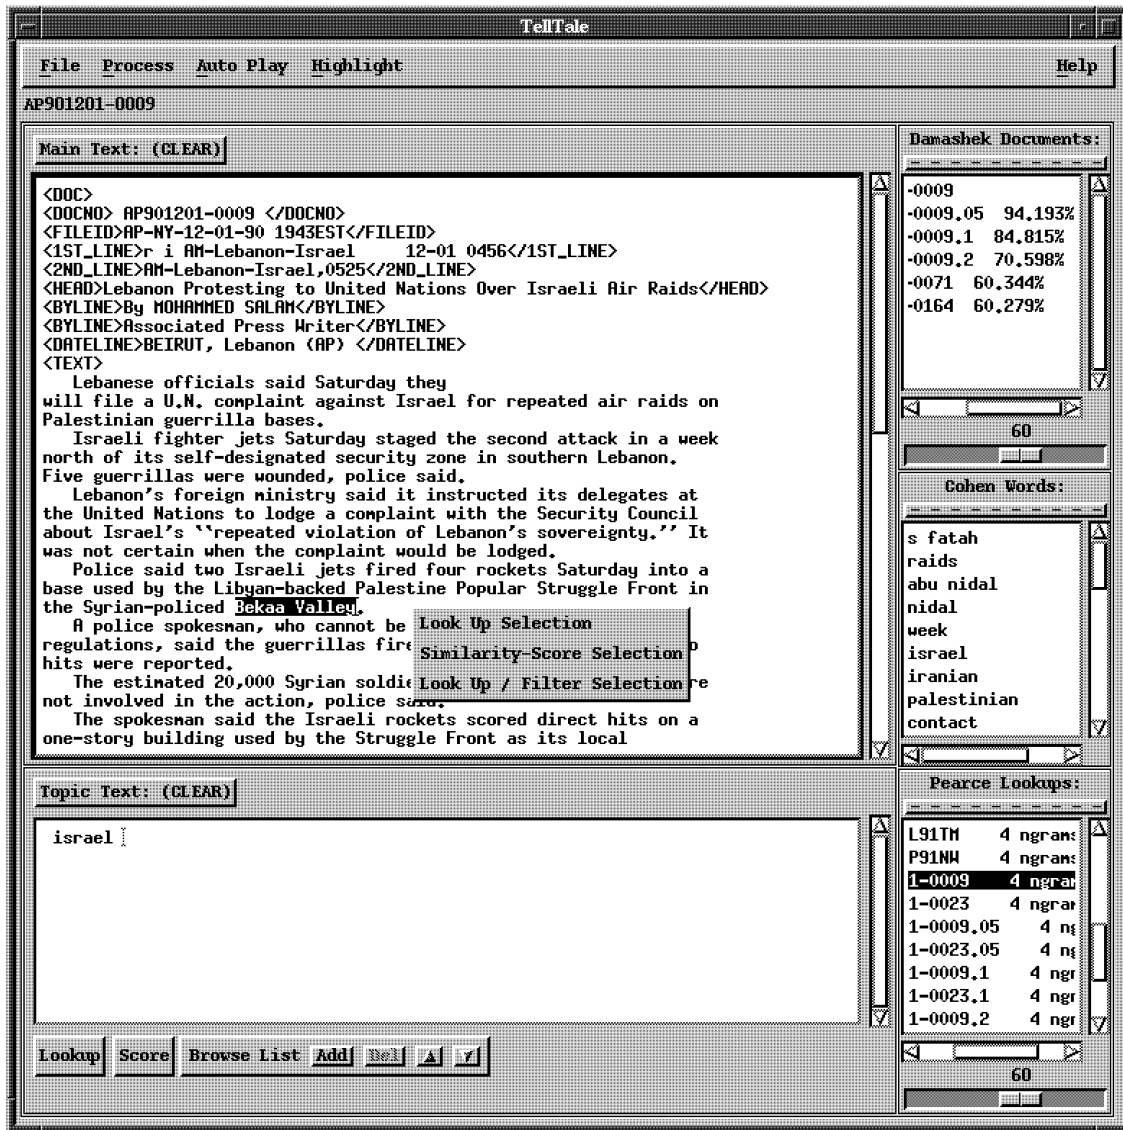 TellTale
File Process Auto Play Highlight Help
AP901201-0009
Main Text: (CLEAR)
<DOC>
<DOCNO> AP901201-0009 </DOCNO>
<FILEID>AP-NY-12-01-90 1943EST</FILEID>
<1ST_LINE>r i AM-Lebanon-Israel 12-01 0456</1ST_LINE>
<2ND_LINE>AM-Lebanon-Israel,0525</2ND_LINE>
<HEAD>Lebanon Protesting to United Nations Over Israeli Air Raids</HEAD>
<BYLINE>By MOHAMMED SALAM</BYLINE>
<BYLINE>Associated Press Writer</BYLINE>
<DATELINE>BEIRUT, Lebanon (AP) </DATELINE>
<TEXT>
Lebanese officials said Saturday they
will file a U.N. complaint against Israel for repeated air raids on
Palestinian guerrilla bases.
Israeli fighter jets Saturday staged the second attack in a week
north of its self-designated security zone in southern Lebanon.
Five guerrillas were wounded, police said.
Lebanon's foreign ministry said it instructed its delegates at
the United Nations to lodge a complaint with the Security Council
about Israel's ``repeated violation of Lebanon's sovereignty.'' It
was not certain when the complaint would be lodged.
Police said two Israeli jets fired four rockets Saturday into a
base used by the Libyan-backed Palestine Popular Struggle Front in
the Syrian-policed Bekaa Valley.
A police spokesman, who cannot be
regulations, said the guerrillas fire
hits were reported.
The estimated 20,000 Syrian soldie re
not involved in the action, police said.
The spokesman said the Israeli rockets scored direct hits on a
one-story building used by the Struggle Front as its local
Look Up Selection
Similarity-Score Selection
Look Up / Filter Selection
Topic Text: (CLEAR)
israel
Lookup Score Browse List Add Del
Damashek Documents:
-0009
-0009.05 94.193%
-0009.1 84.815%
-0009.2 70.598%
-0071 60.344%
-0164 60.279%
60
Cohen Words:
s fatah
raids
abu nidal
nidal
week
israel
iranian
palestinian
contact
Pearce Lookups:
L91TM 4 ngrams
P91NW 4 ngrams
1-0009 4 ngram
1-0023 4 ngram
1-0009.05 4 ng
1-0023.05 4 ng
1-0009.1 4 ngr
1-0023.1 4 ngr
1-0009.2 4 ngr
60